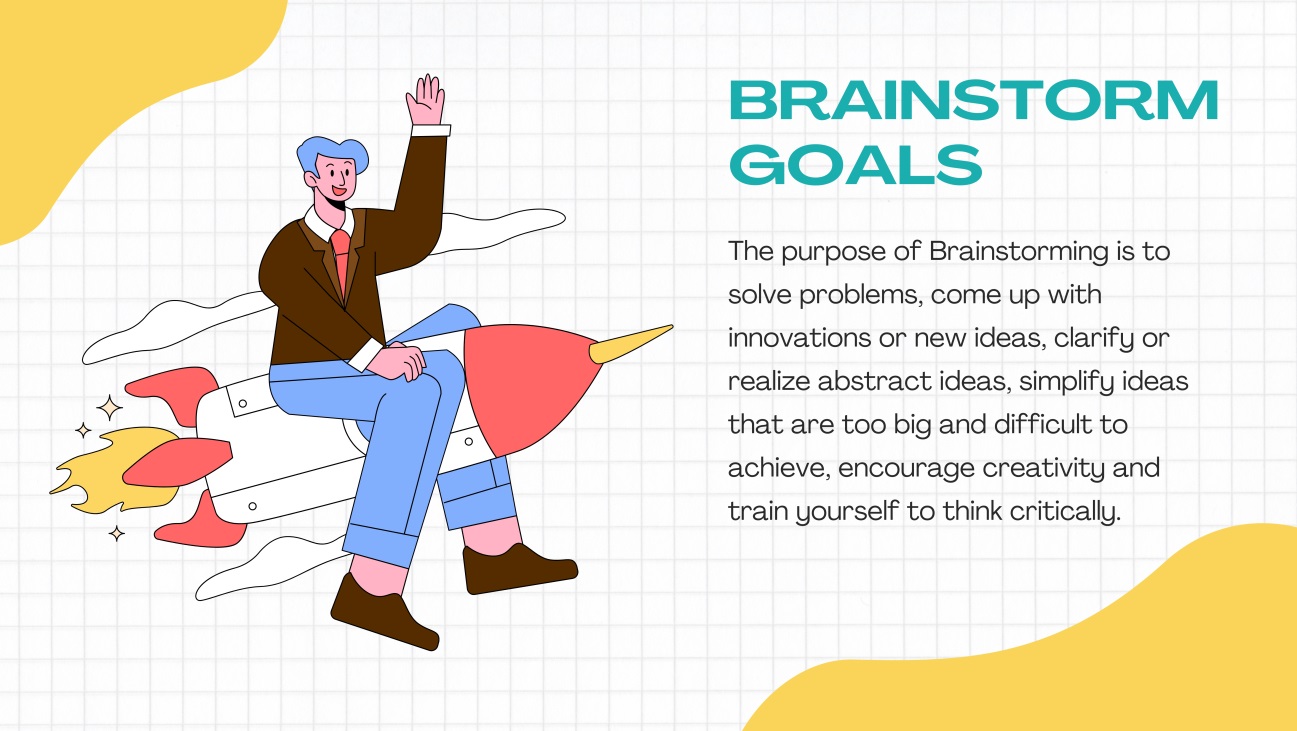 BRAINSTORM
GOALS
The purpose of Brainstorming is to
solve problems, come up with
innovations or new ideas, clarify or
realize abstract ideas, simplify ideas
that are too big and difficult to
achieve, encourage creativity and
train yourself to think critically.